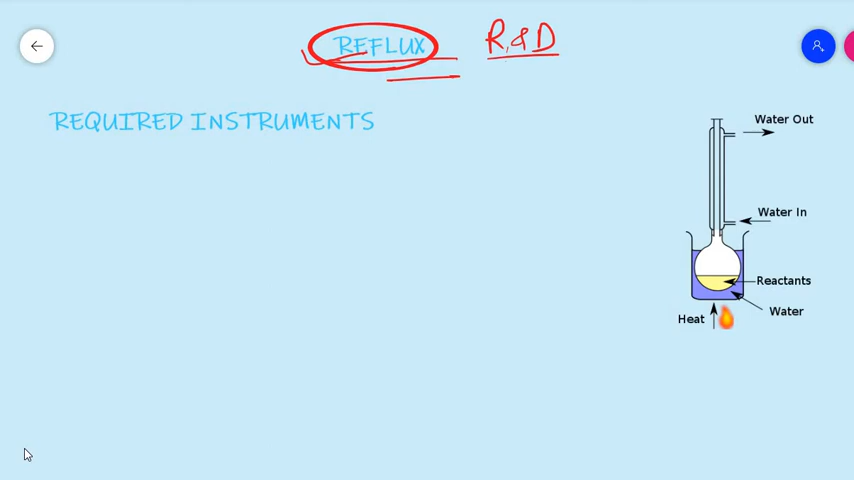 REFLUX R&D
REQUIRED INSTRUMENTS
Water Out
Water In
Reactants
Water
Heat